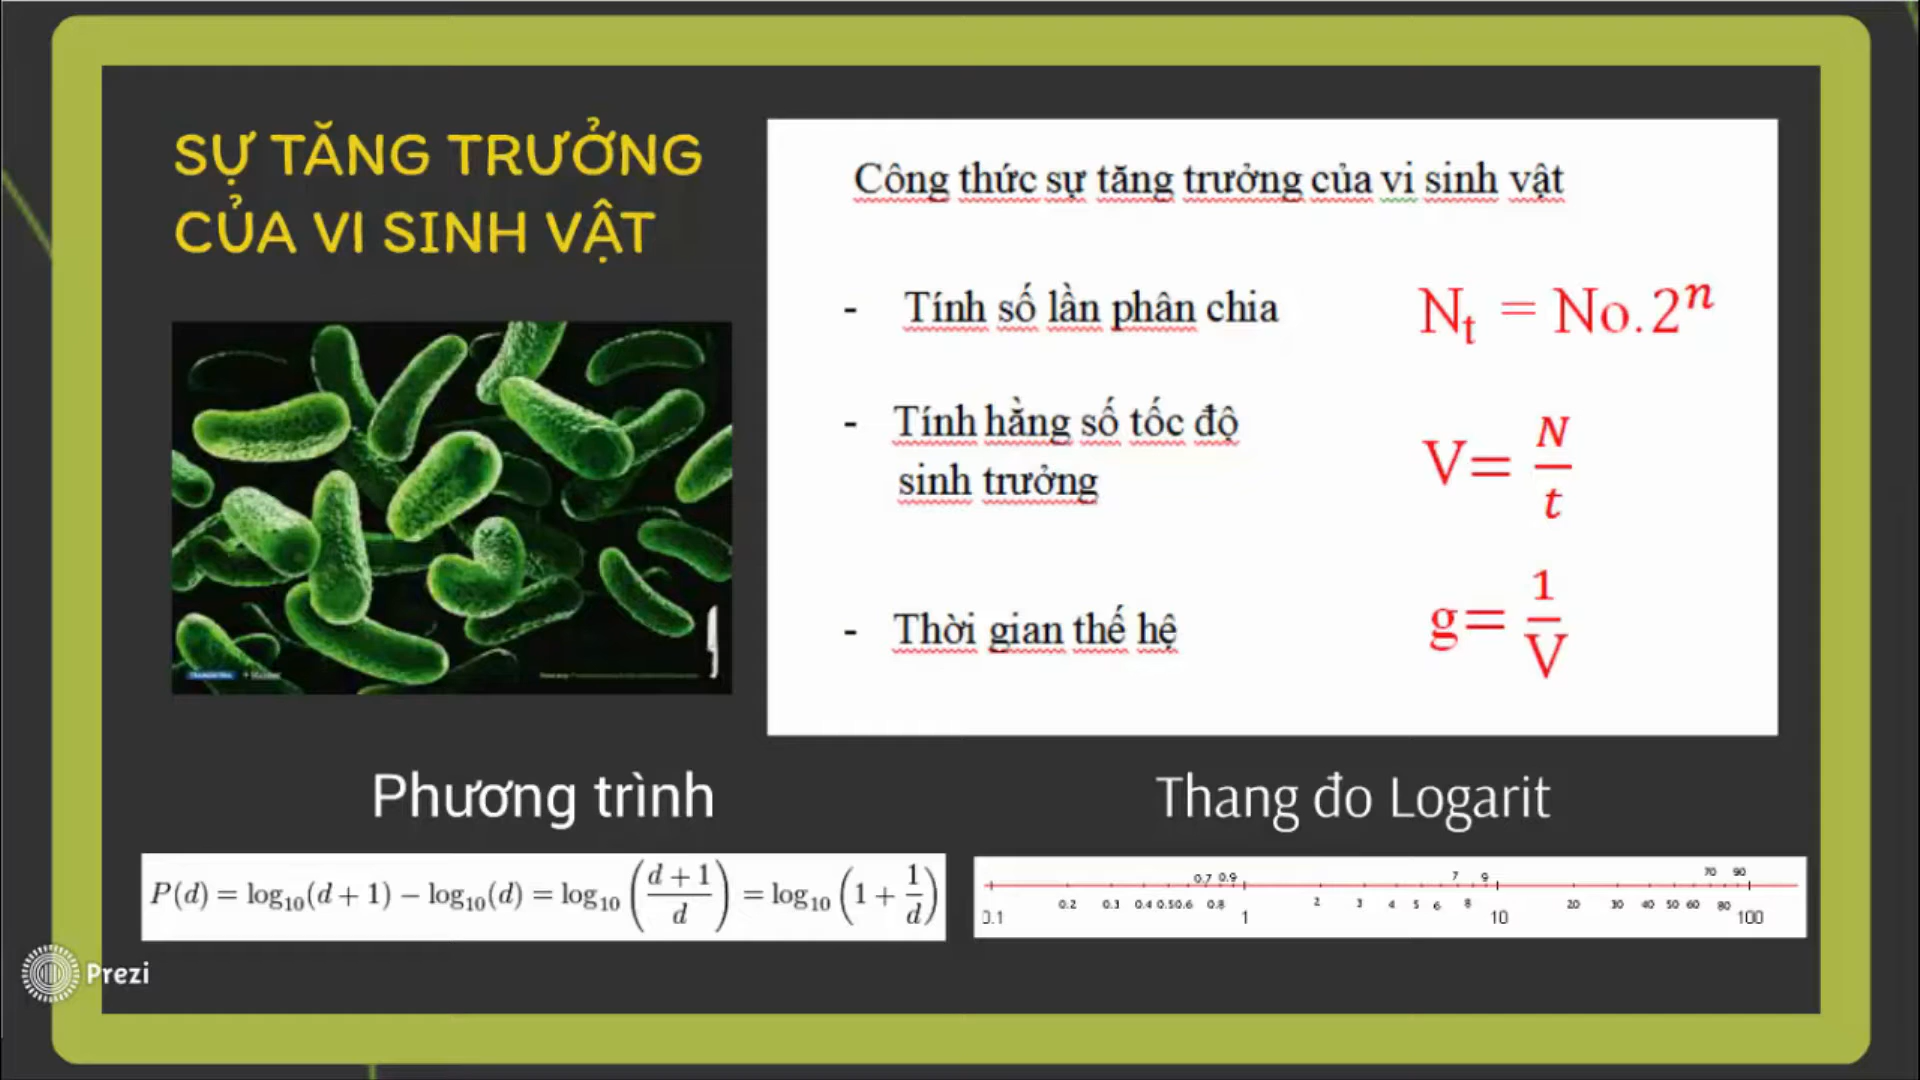 SỰ TĂNG TRƯỞNG
CỦA VI SINH VẬT
Công thức sự tăng trưởng của vi sinh vật
- Tính số lần phân chia Nt = No.2^n
- Tính hằng số tốc độ
sinh trưởng V= N/t
- Thời gian thế hệ g= 1/V
Phương trình
P(d) = log10(d + 1) − log10(d) = log10((d + 1)/d) = log10(1 + 1/d)
Thang đo Logarit
0.7 0.9 7 9 70 90
0.2 0.3 0.4 0.5 0.6 0.8 2 3 4 5 6 8 20 30 40 50 60 80
0.1 1 10 100
Prezi